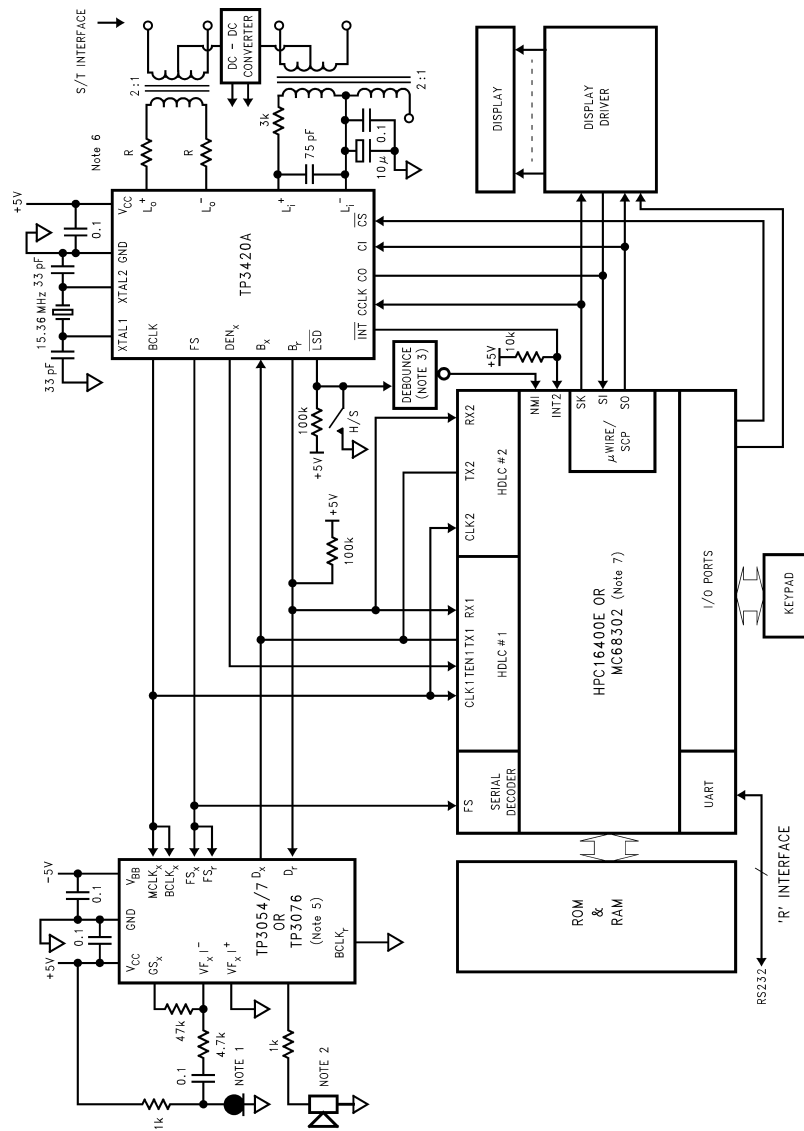 S/T INTERFACE
2:1
DC - DC
CONVERTER
2:1
Note 6
R
R
3k
75 pF
10 μ
0.1
+5V
0.1
33 pF
15.36 MHz
33 pF
VCC
GND
XTAL2
XTAL1
Lo+
Lo-
Li+
Li-
TP3420A
BCLK
FS
DENx
Bx
Br
LSD
CS
CI
CO
CCLK
INT
DISPLAY
DISPLAY
DRIVER
100k
+5V
H/S
DEBOUNCE
(NOTE 3)
+5V
10k
+5V
100k
NMI
INT2
SK
SI
SO
μWIRE/
SCP
RX2
TX2
CLK2
HDLC #2
RX1
TX1
TEN1
CLK1
HDLC #1
FS
SERIAL
DECODER
HPC16400E OR
MC68302 (Note 7)
I/O PORTS
UART
KEYPAD
ROM
&
RAM
RS232
'R' INTERFACE
-5V
0.1
0.1
+5V
VBB
GND
VCC
MCLKx
BCLKx
FSx
FSr
Dx
Dr
TP3054/7
OR
TP3076
(Note 5)
BCLKr
GSx
VFxI-
VFxI+
47k
4.7k
0.1
1k
1k
NOTE 1
NOTE 2